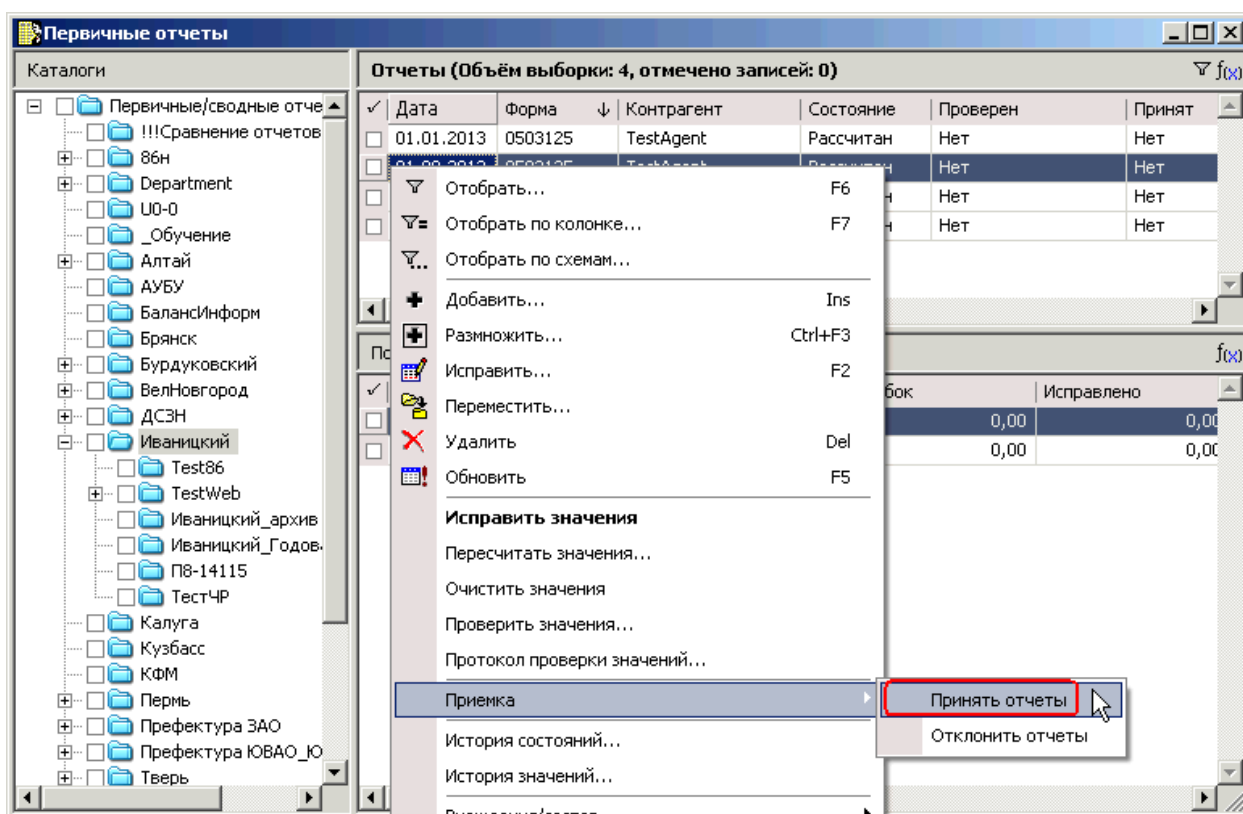 Первичные отчеты
Каталоги
Первичные/сводные отче
!!!Сравнение отчетов
86н
Department
U0-0
_Обучение
Алтай
АУБУ
БалансИнформ
Брянск
Бурдуковский
ВелНовгород
ДСЗН
Иваницкий
Test86
TestWeb
Иваницкий_архив
Иваницкий_Годов
П8-14115
ТестЧР
Калуга
Кузбасс
КФМ
Пермь
Префектура ЗАО
Префектура ЮВАО_Ю
Тверь
Отчеты (Объём выборки: 4, отмечено записей: 0) f(x)
✓ Дата Форма ↓ Контрагент Состояние Проверен Принят
01.01.2013 0503125 TestAgent Рассчитан Нет Нет
Нет Нет
Нет Нет
Нет Нет
f(x)
Исправлено
0,00 0,00
0,00 0,00
Отобрать... F6
Отобрать по колонке... F7
Отобрать по схемам...
Добавить... Ins
Размножить... Ctrl+F3
Исправить... F2
Переместить...
Удалить Del
Обновить F5
Исправить значения
Пересчитать значения...
Очистить значения
Проверить значения...
Протокол проверки значений...
Приемка
История состояний...
История значений...
Принять отчеты
Отклонить отчеты